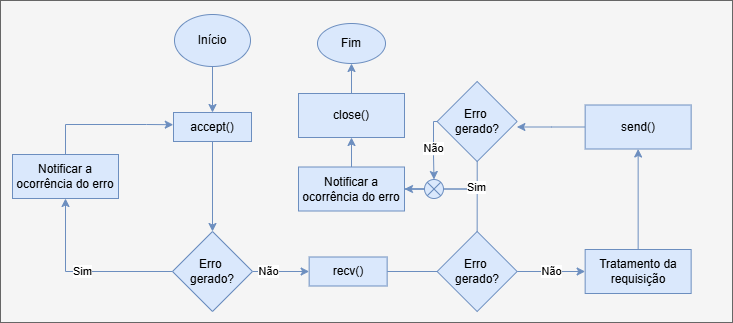 Início
Fim
accept()
close()
Erro
gerado?
send()
Não
Notificar a
ocorrência do erro
Notificar a
ocorrência do erro
Sim
Sim
Erro
gerado?
Não
recv()
Erro
gerado?
Não
Tratamento da
requisição